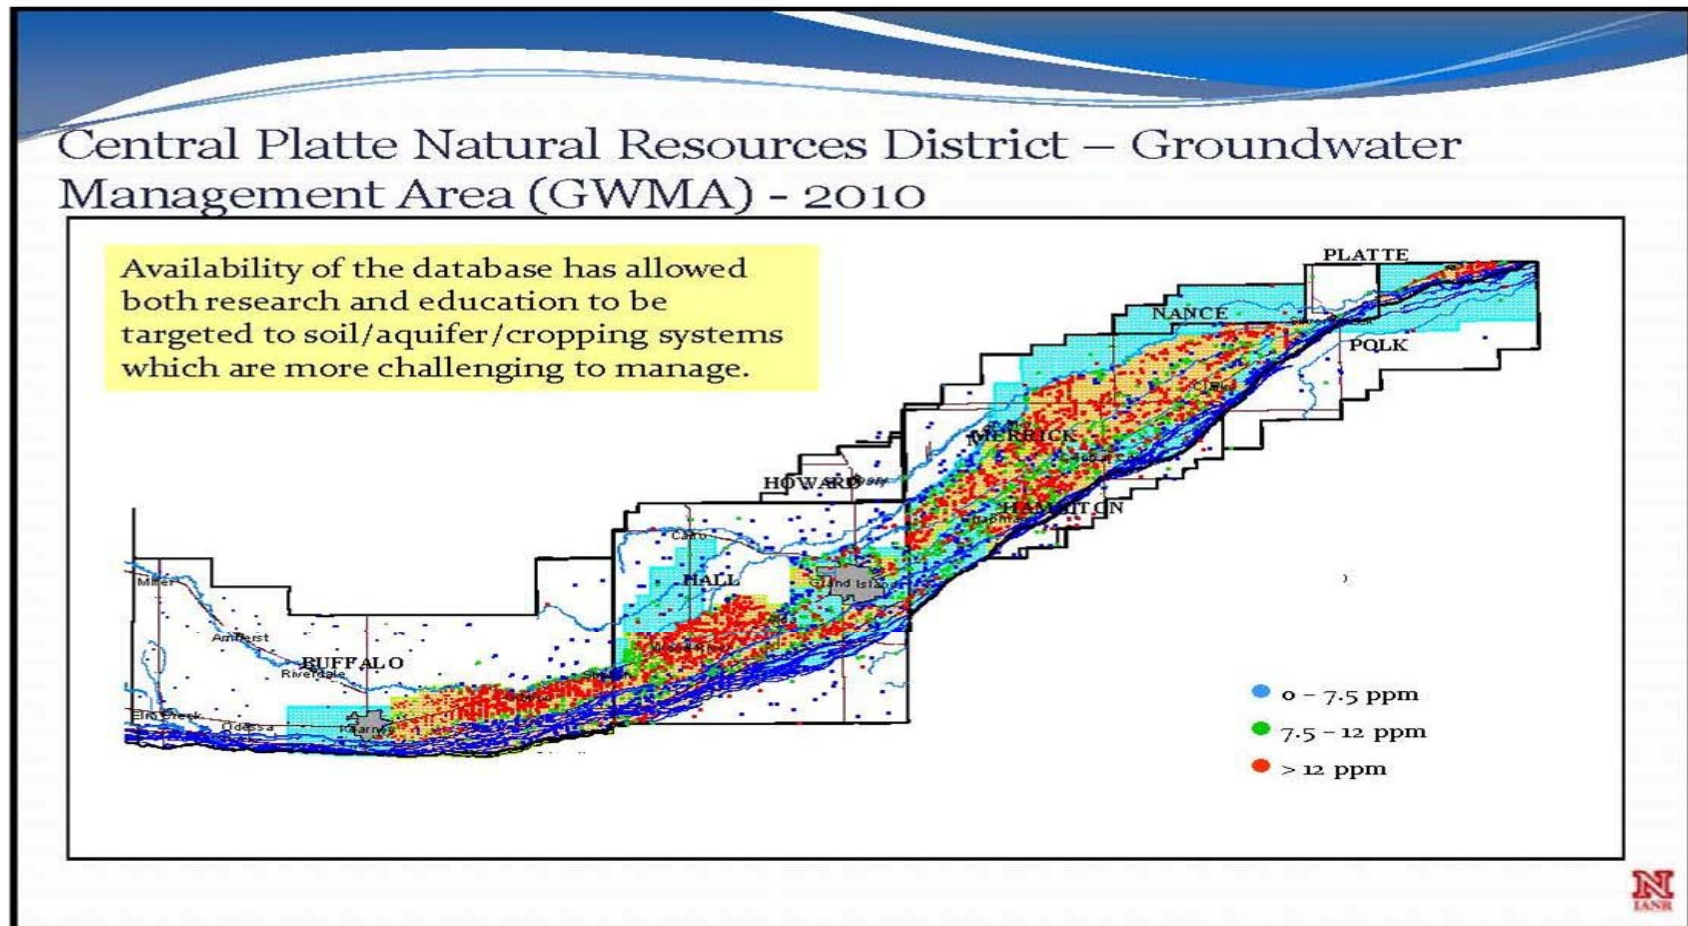 Central Platte Natural Resources District – Groundwater
Management Area (GWMA) - 2010
Availability of the database has allowed
both research and education to be
targeted to soil/aquifer/cropping systems
which are more challenging to manage.
PLATTE
NANCE
POLK
MERRICK
HOWARD
HAMILTON
Cairo
HALL
Grand Island
Alda
Amherst
BUFFALO
Riverdale
Elm Creek
Odessa
Kearney
0 – 7.5 ppm
7.5 – 12 ppm
> 12 ppm
N
IANR